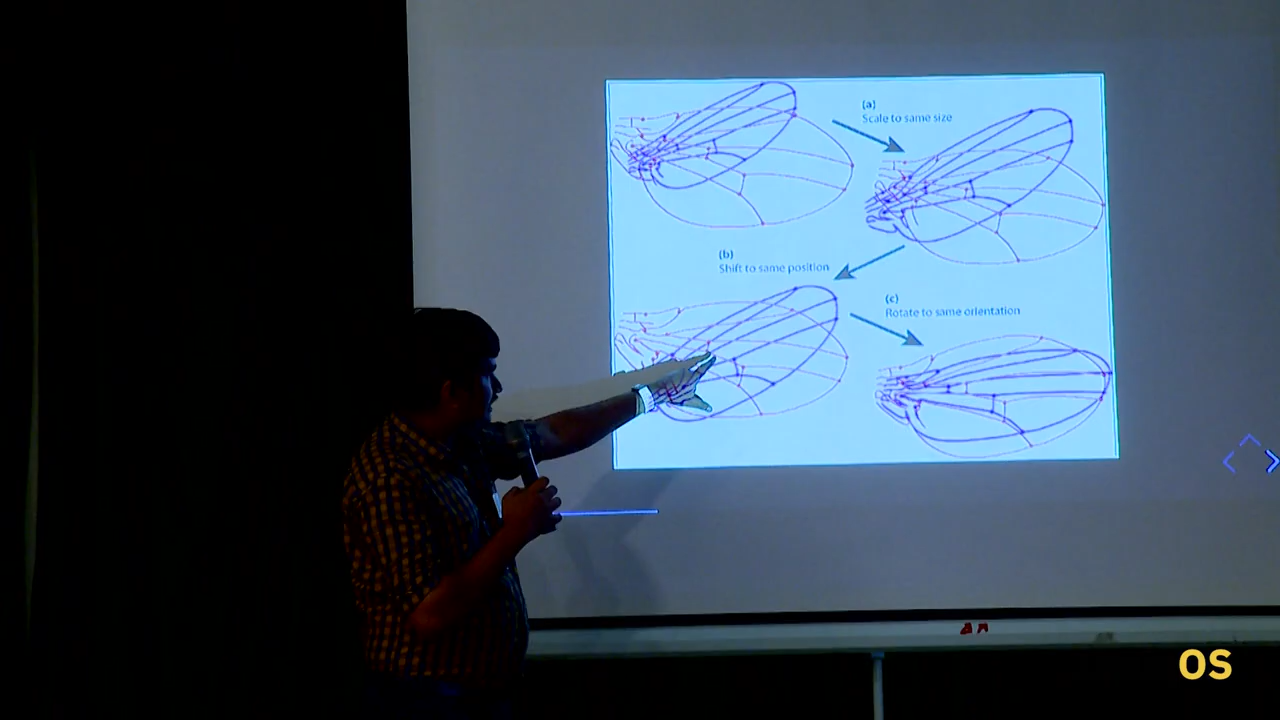 (a)
Scale to same size
(b)
Shift to same position
(c)
Rotate to same orientation
OS